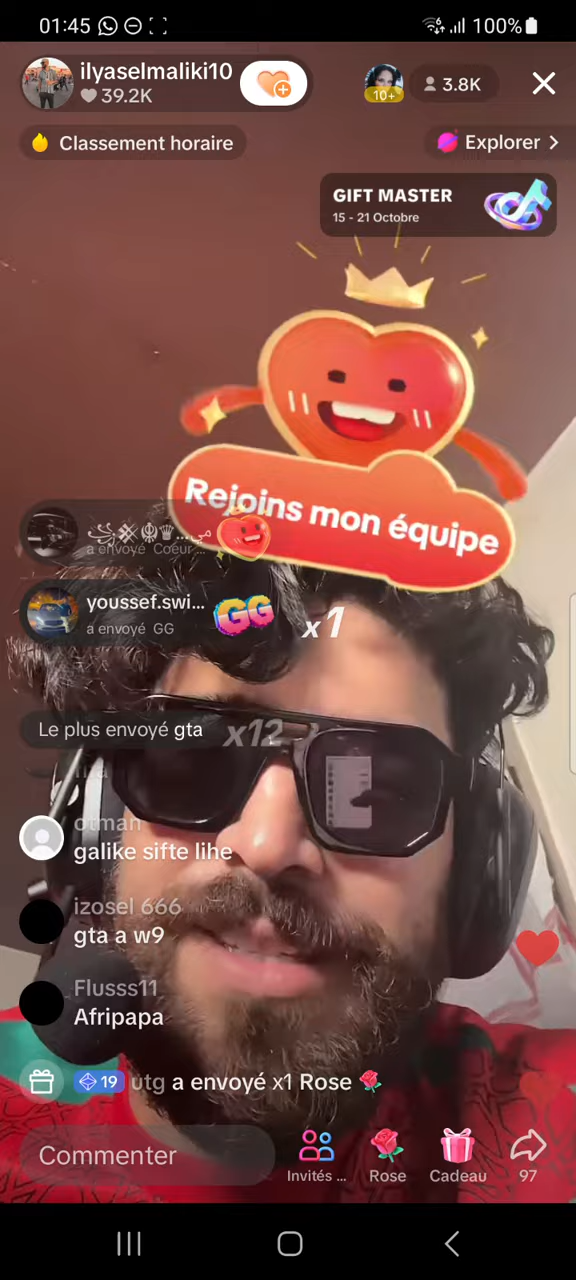 01:45
100%
ilyaselmaliki10
39.2K
10+
3.8K
Classement horaire
Explorer
GIFT MASTER
15 - 21 Octobre
Rejoins mon équipe
a envoyé Coeur ...
youssef.swi...
a envoyé GG
GG
x1
Le plus envoyé gta
x12
otman
galike sifte lihe
izosel 666
gta a w9
Flusss11
Afripapa
19 utg a envoyé x1 Rose
Commenter
Invités ...
Rose
Cadeau
97